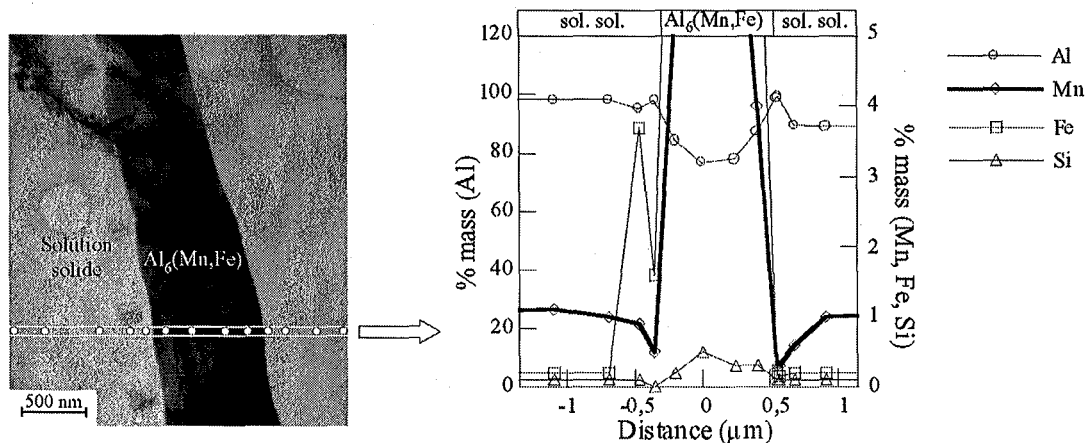 Solution
solide
Al6(Mn,Fe)
500 nm
sol. sol.
Al6(Mn,Fe)
sol. sol.
120
100
80
60
40
20
0
% mass (Al)
5
4
3
2
1
0
% mass (Mn, Fe, Si)
-1
-0,5
0
0,5
1
Distance (µm)
Al
Mn
Fe
Si